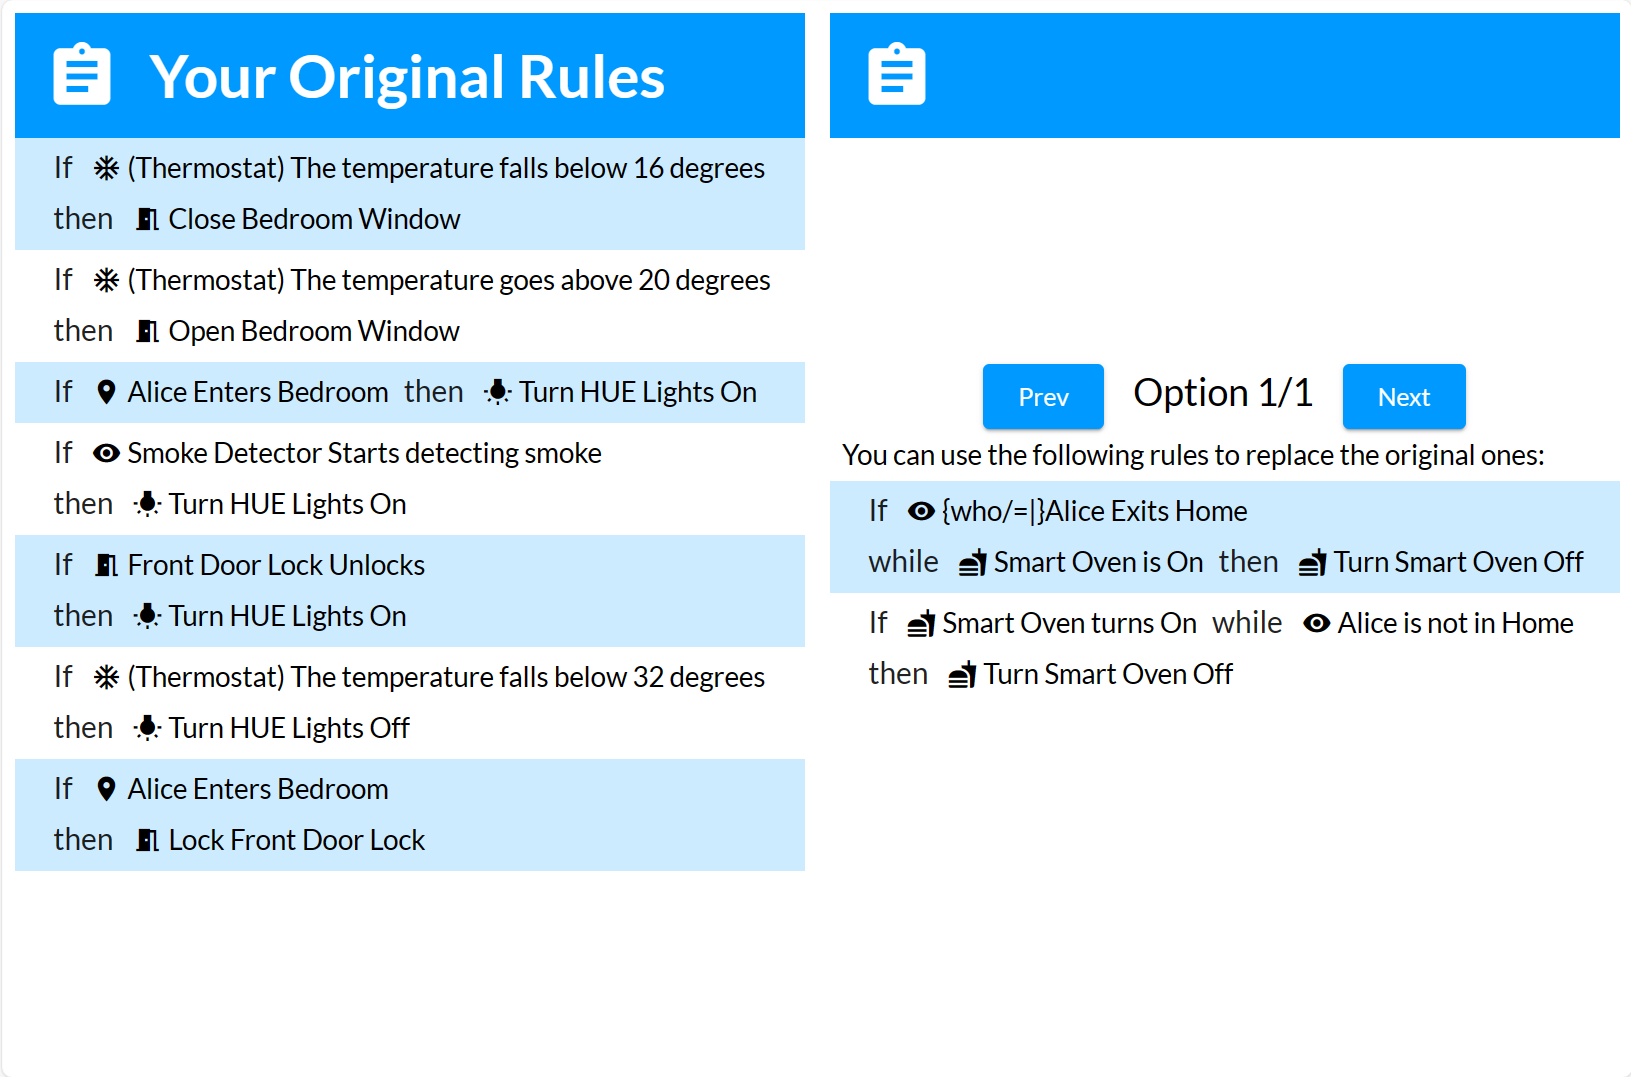 Your Original Rules
If (Thermostat) The temperature falls below 16 degrees
then Close Bedroom Window
If (Thermostat) The temperature goes above 20 degrees
then Open Bedroom Window
If Alice Enters Bedroom then Turn HUE Lights On
If Smoke Detector Starts detecting smoke
then Turn HUE Lights On
If Front Door Lock Unlocks
then Turn HUE Lights On
If (Thermostat) The temperature falls below 32 degrees
then Turn HUE Lights Off
If Alice Enters Bedroom
then Lock Front Door Lock
Prev Option 1/1 Next
You can use the following rules to replace the original ones:
If {who/=|}Alice Exits Home
while Smart Oven is On then Turn Smart Oven Off
If Smart Oven turns On while Alice is not in Home
then Turn Smart Oven Off